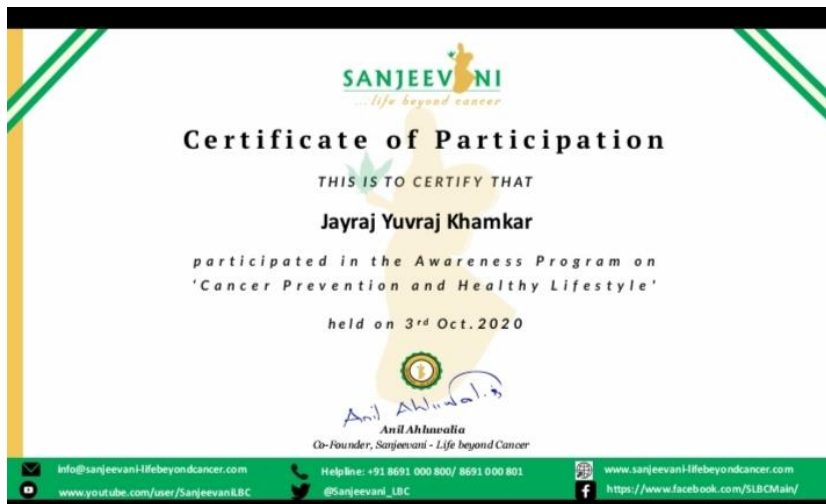 SANJEEVANI
...life beyond cancer
Certificate of Participation
THIS IS TO CERTIFY THAT
Jayraj Yuvraj Khamkar
participated in the Awareness Program on
'Cancer Prevention and Healthy Lifestyle'
held on 3rd Oct.2020
Anil Ahluwalia
Anil Ahluwalia
Co-Founder, Sanjeevani - Life beyond Cancer
info@sanjeevani-lifebeyondcancer.com Helpline: +91 8691 000 800/ 8691 000 801 www.sanjeevani-lifebeyondcancer.com
www.youtube.com/user/SanjeevaniLBC @Sanjeevani_LBC https://www.facebook.com/SLBCMain/